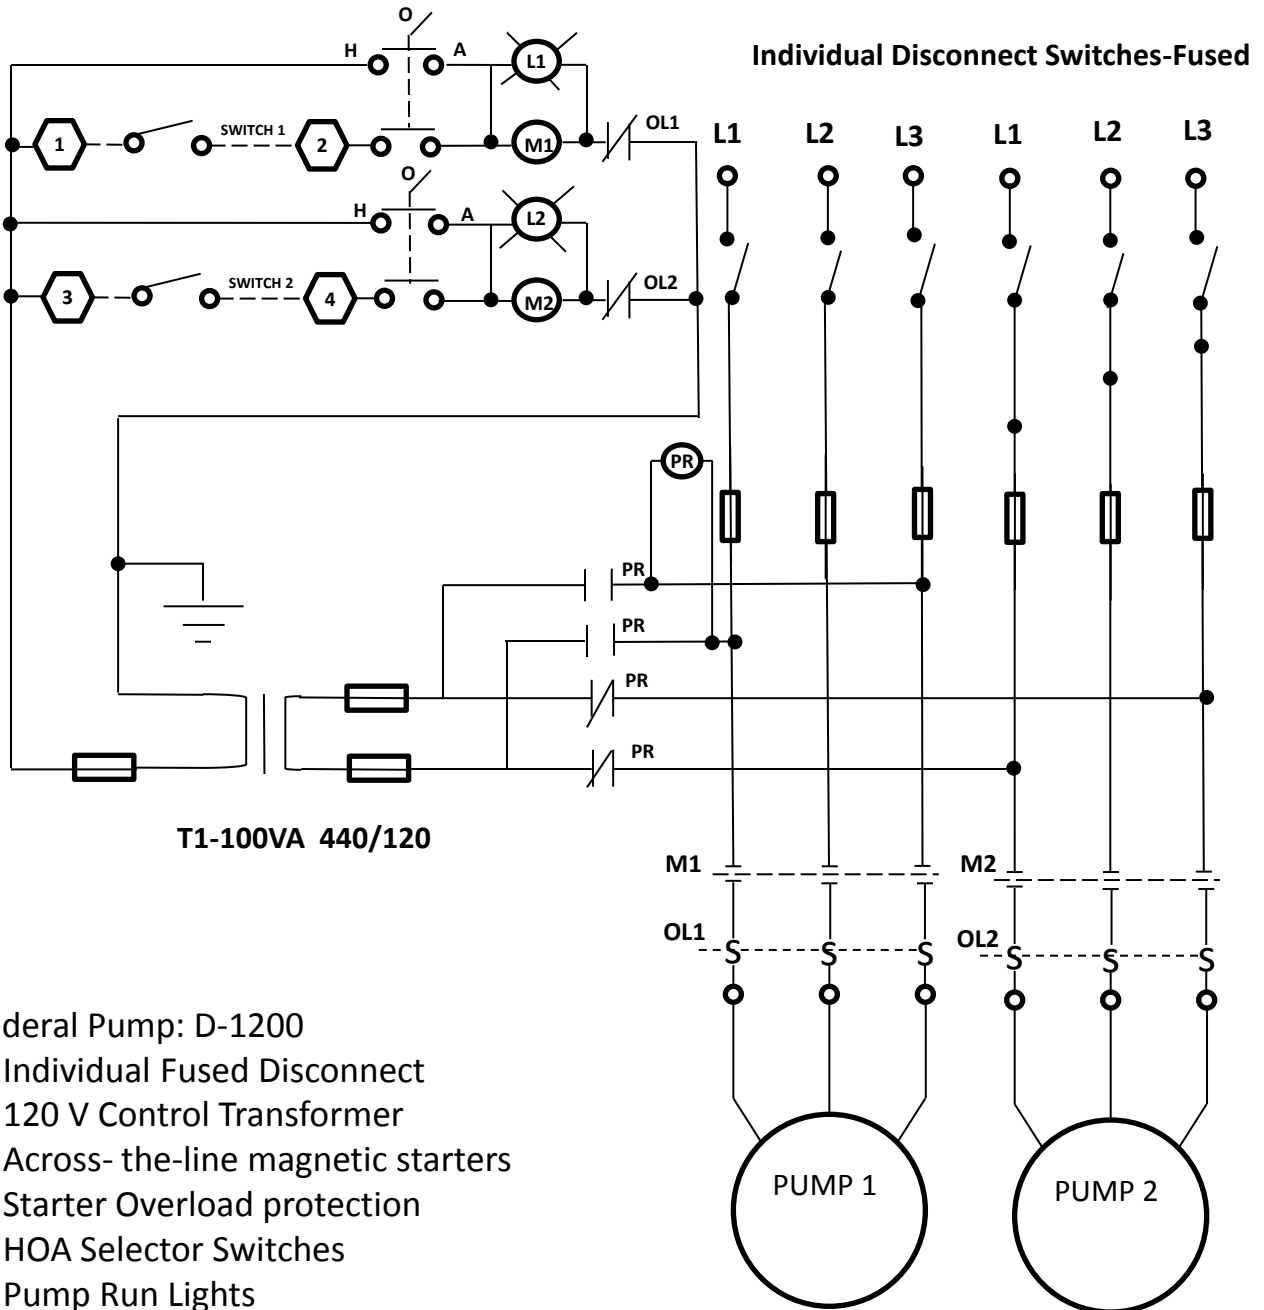 O
H
A
L1
Individual Disconnect Switches-Fused
1
SWITCH 1
2
M1
OL1
L1
L2
L3
L1
L2
L3
O
H
A
L2
3
SWITCH 2
4
M2
OL2
PR
PR
PR
PR
PR
T1-100VA 440/120
M1
M2
OL1
S
S
S
OL2
S
S
S
deral Pump: D-1200
Individual Fused Disconnect
120 V Control Transformer
Across- the-line magnetic starters
Starter Overload protection
HOA Selector Switches
Pump Run Lights
PUMP 1
PUMP 2